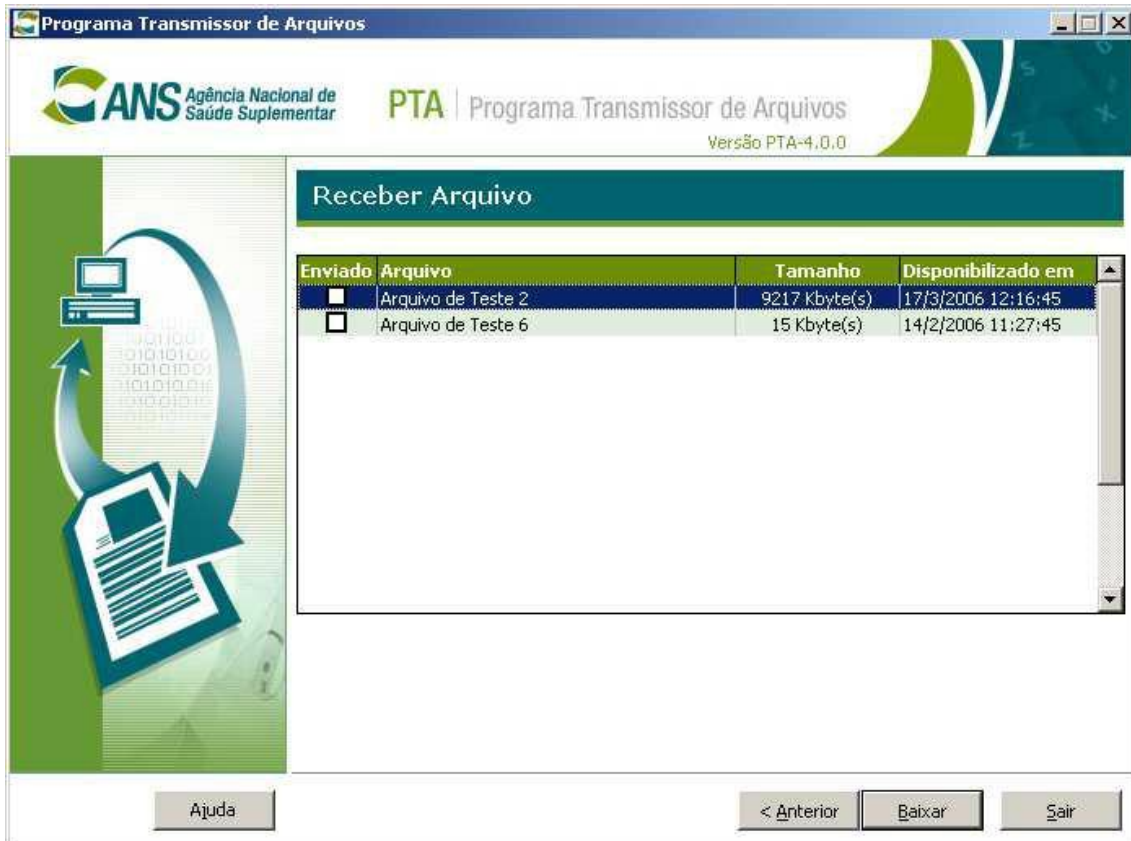 Programa Transmissor de Arquivos
ANS Agência Nacional de
Saúde Suplementar
PTA | Programa Transmissor de Arquivos
Versão PTA-4.0.0
Receber Arquivo
Enviado Arquivo Tamanho Disponibilizado em
Arquivo de Teste 2 9217 Kbyte(s) 17/3/2006 12:16:45
Arquivo de Teste 6 15 Kbyte(s) 14/2/2006 11:27:45
Ajuda < Anterior Baixar Sair